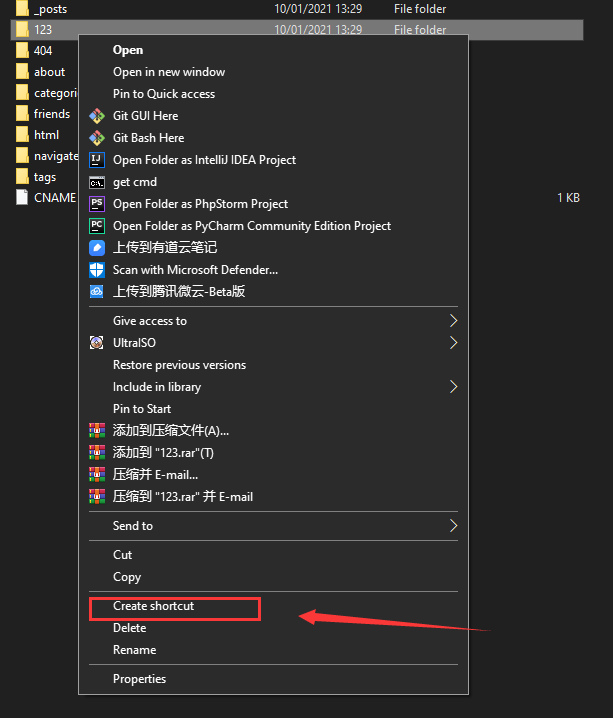 _posts 10/01/2021 13:29 File folder
123 10/01/2021 13:29 File folder
404
about
categori
friends
html
navigate
tags
CNAME 1 KB
Open
Open in new window
Pin to Quick access
Git GUI Here
Git Bash Here
IJ Open Folder as IntelliJ IDEA Project
C:\. get cmd
PS Open Folder as PhpStorm Project
PC Open Folder as PyCharm Community Edition Project
上传到有道云笔记
Scan with Microsoft Defender...
上传到腾讯微云-Beta版
Give access to
UltraISO
Restore previous versions
Include in library
Pin to Start
添加到压缩文件(A)...
添加到 "123.rar"(T)
压缩并 E-mail...
压缩到 "123.rar" 并 E-mail
Send to
Cut
Copy
Create shortcut
Delete
Rename
Properties